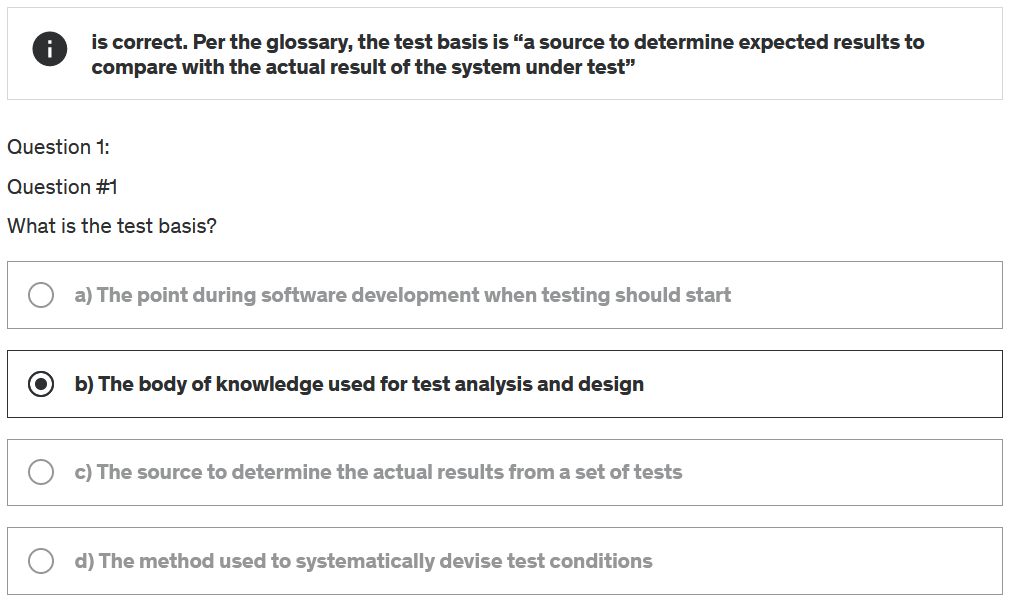 is correct. Per the glossary, the test basis is “a source to determine expected results to
compare with the actual result of the system under test”
Question 1:
Question #1
What is the test basis?
a) The point during software development when testing should start
b) The body of knowledge used for test analysis and design
c) The source to determine the actual results from a set of tests
d) The method used to systematically devise test conditions